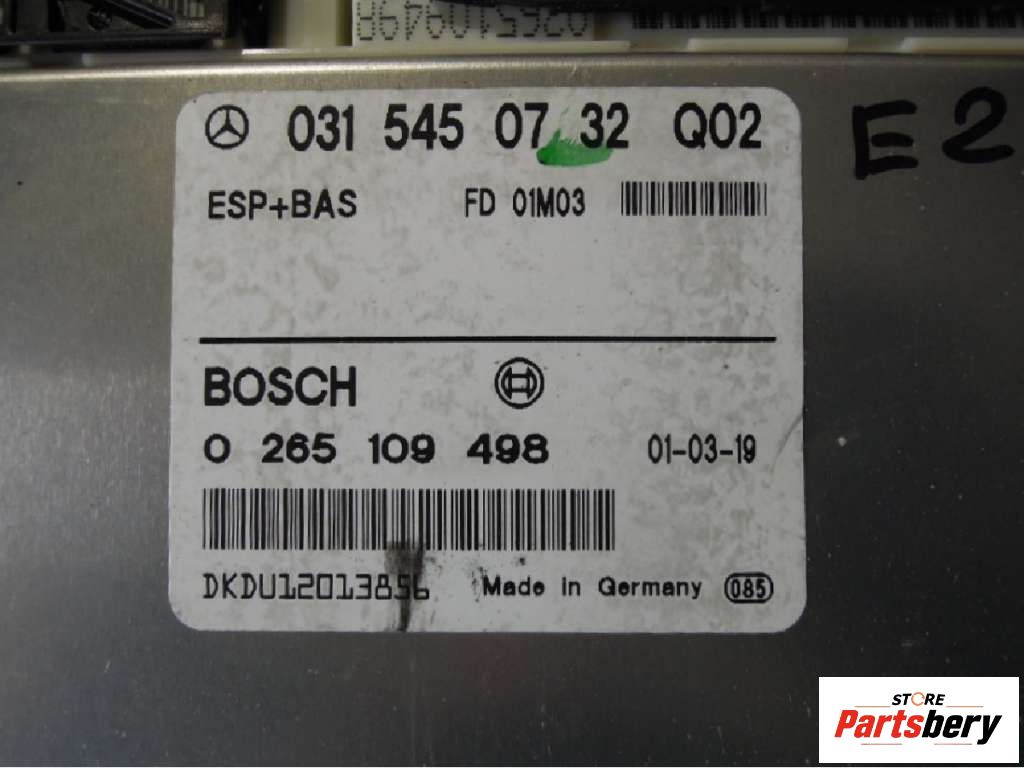 031 545 07 32 Q02
E2
ESP+BAS FD 01M03
BOSCH
0 265 109 498 01-03-19
DKDU12013856 Made in Germany 085
STORE
Partsbery